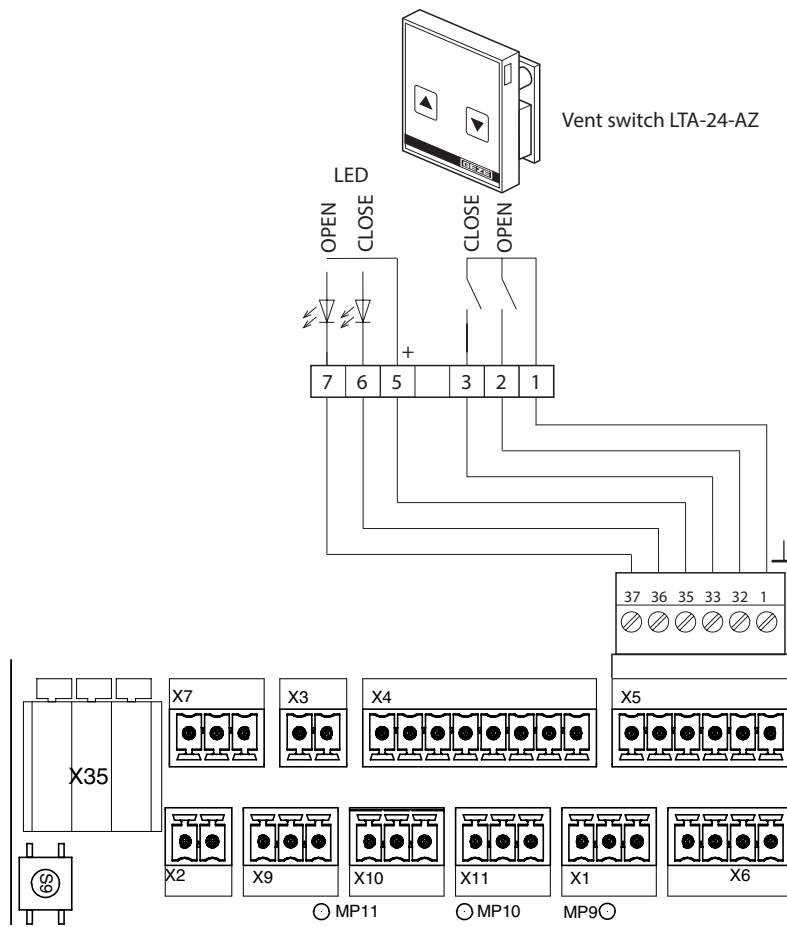 Vent switch LTA-24-AZ
GEZE
LED
OPEN CLOSE CLOSE OPEN
+
7 6 5 3 2 1
37 36 35 33 32 1
X7 X3 X4 X5
X35
X2 X9 X10 X11 X1 X6
S9
MP11 MP10 MP9